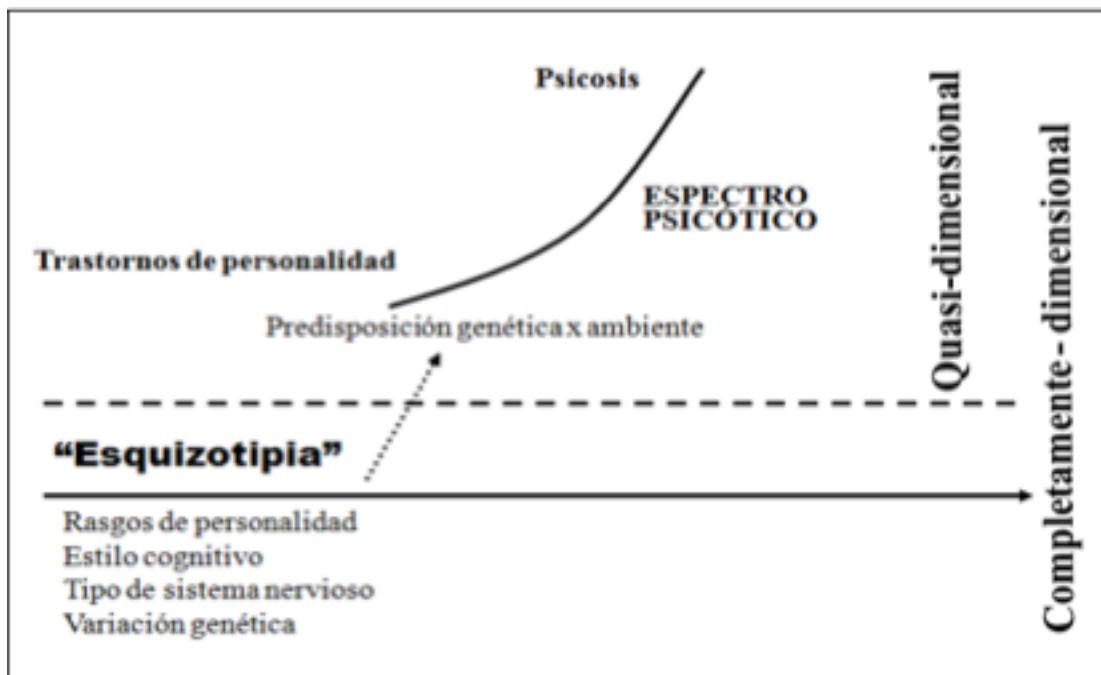 Psicosis
ESPECTRO
PSICÓTICO
Trastornos de personalidad
Predisposición genética x ambiente
“Esquizotipia”
Rasgos de personalidad
Estilo cognitivo
Tipo de sistema nervioso
Variación genética
Quasi-dimensional
Completamente- dimensional